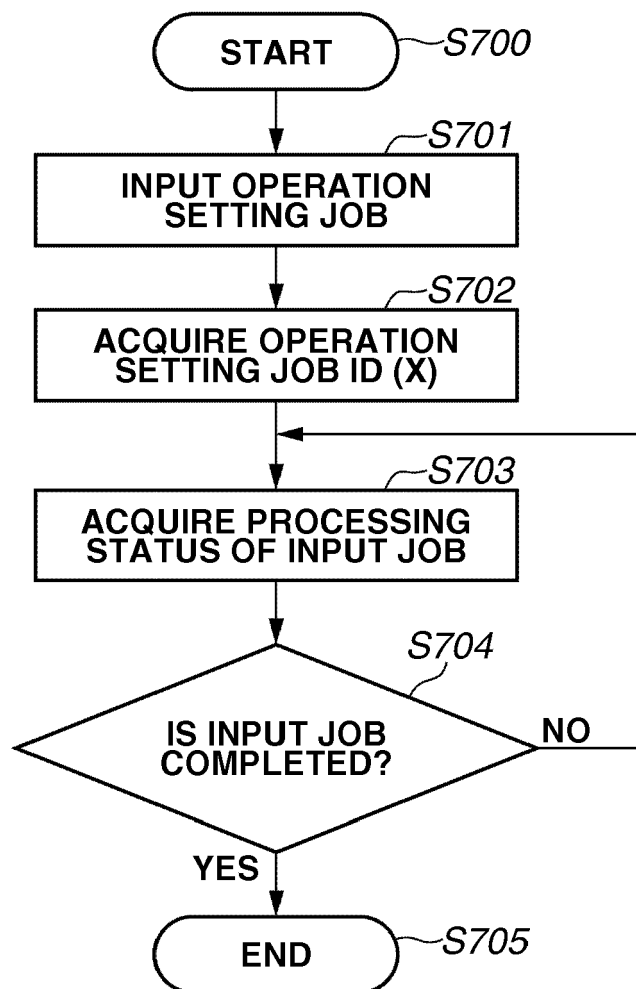 START
S700
S701
INPUT OPERATION
SETTING JOB
S702
ACQUIRE OPERATION
SETTING JOB ID (X)
S703
ACQUIRE PROCESSING
STATUS OF INPUT JOB
S704
IS INPUT JOB
COMPLETED?
NO
YES
END
S705